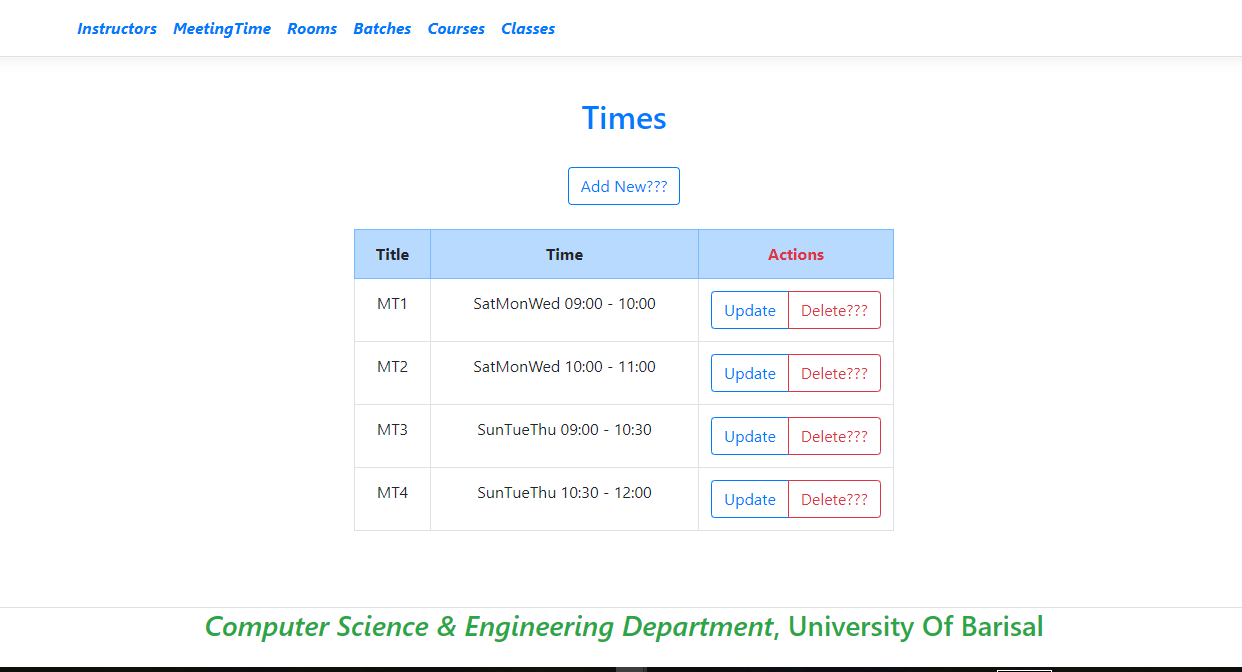 Instructors MeetingTime Rooms Batches Courses Classes
Times
Add New???
Title Time Actions
MT1 SatMonWed 09:00 - 10:00 Update Delete???
MT2 SatMonWed 10:00 - 11:00 Update Delete???
MT3 SunTueThu 09:00 - 10:30 Update Delete???
MT4 SunTueThu 10:30 - 12:00 Update Delete???
Computer Science & Engineering Department, University Of Barisal